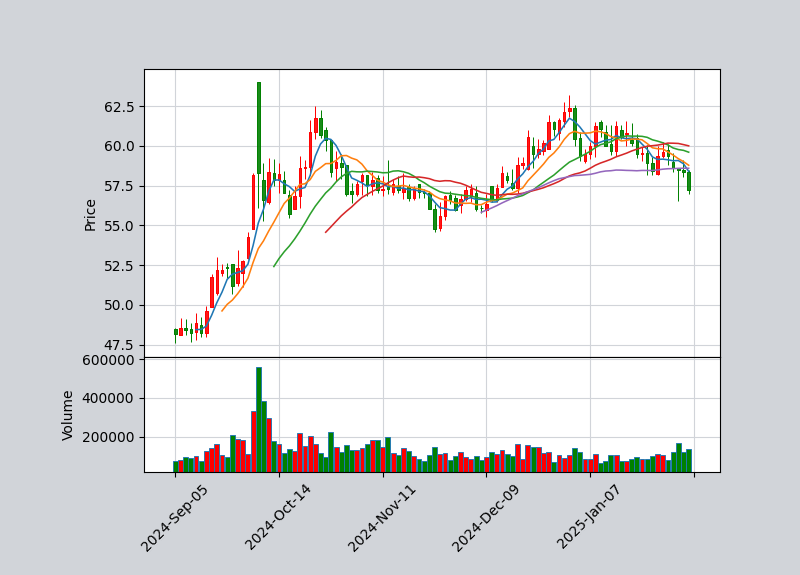 62.5
60.0
57.5
55.0
52.5
50.0
47.5
Price
600000
400000
200000
Volume
2024-Sep-05
2024-Oct-14
2024-Nov-11
2024-Dec-09
2025-Jan-07